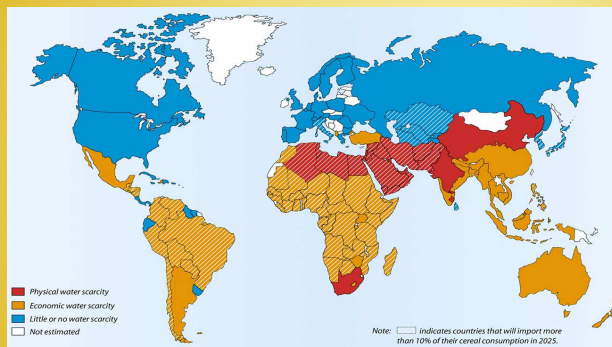 Physical water scarcity
Economic water scarcity
Little or no water scarcity
Not estimated
Note: indicates countries that will import more
than 10% of their cereal consumption in 2025.